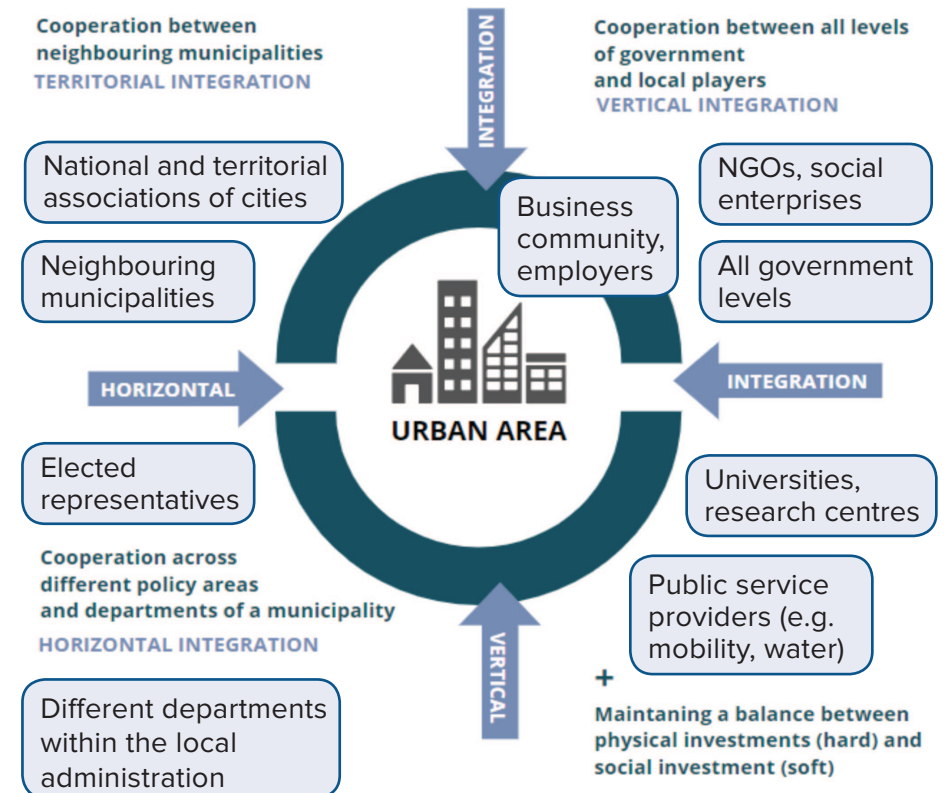 Cooperation between
neighbouring municipalities
TERRITORIAL INTEGRATION
INTEGRATION
Cooperation between all levels
of government
and local players
VERTICAL INTEGRATION
National and territorial
associations of cities
Neighbouring
municipalities
Business
community,
employers
NGOs, social
enterprises
All government
levels
HORIZONTAL
URBAN AREA
INTEGRATION
Elected
representatives
Cooperation across
different policy areas
and departments of a municipality
HORIZONTAL INTEGRATION
Different departments
within the local
administration
VERTICAL
Universities,
research centres
Public service
providers (e.g.
mobility, water)
+
Maintaning a balance between
physical investments (hard) and
social investment (soft)